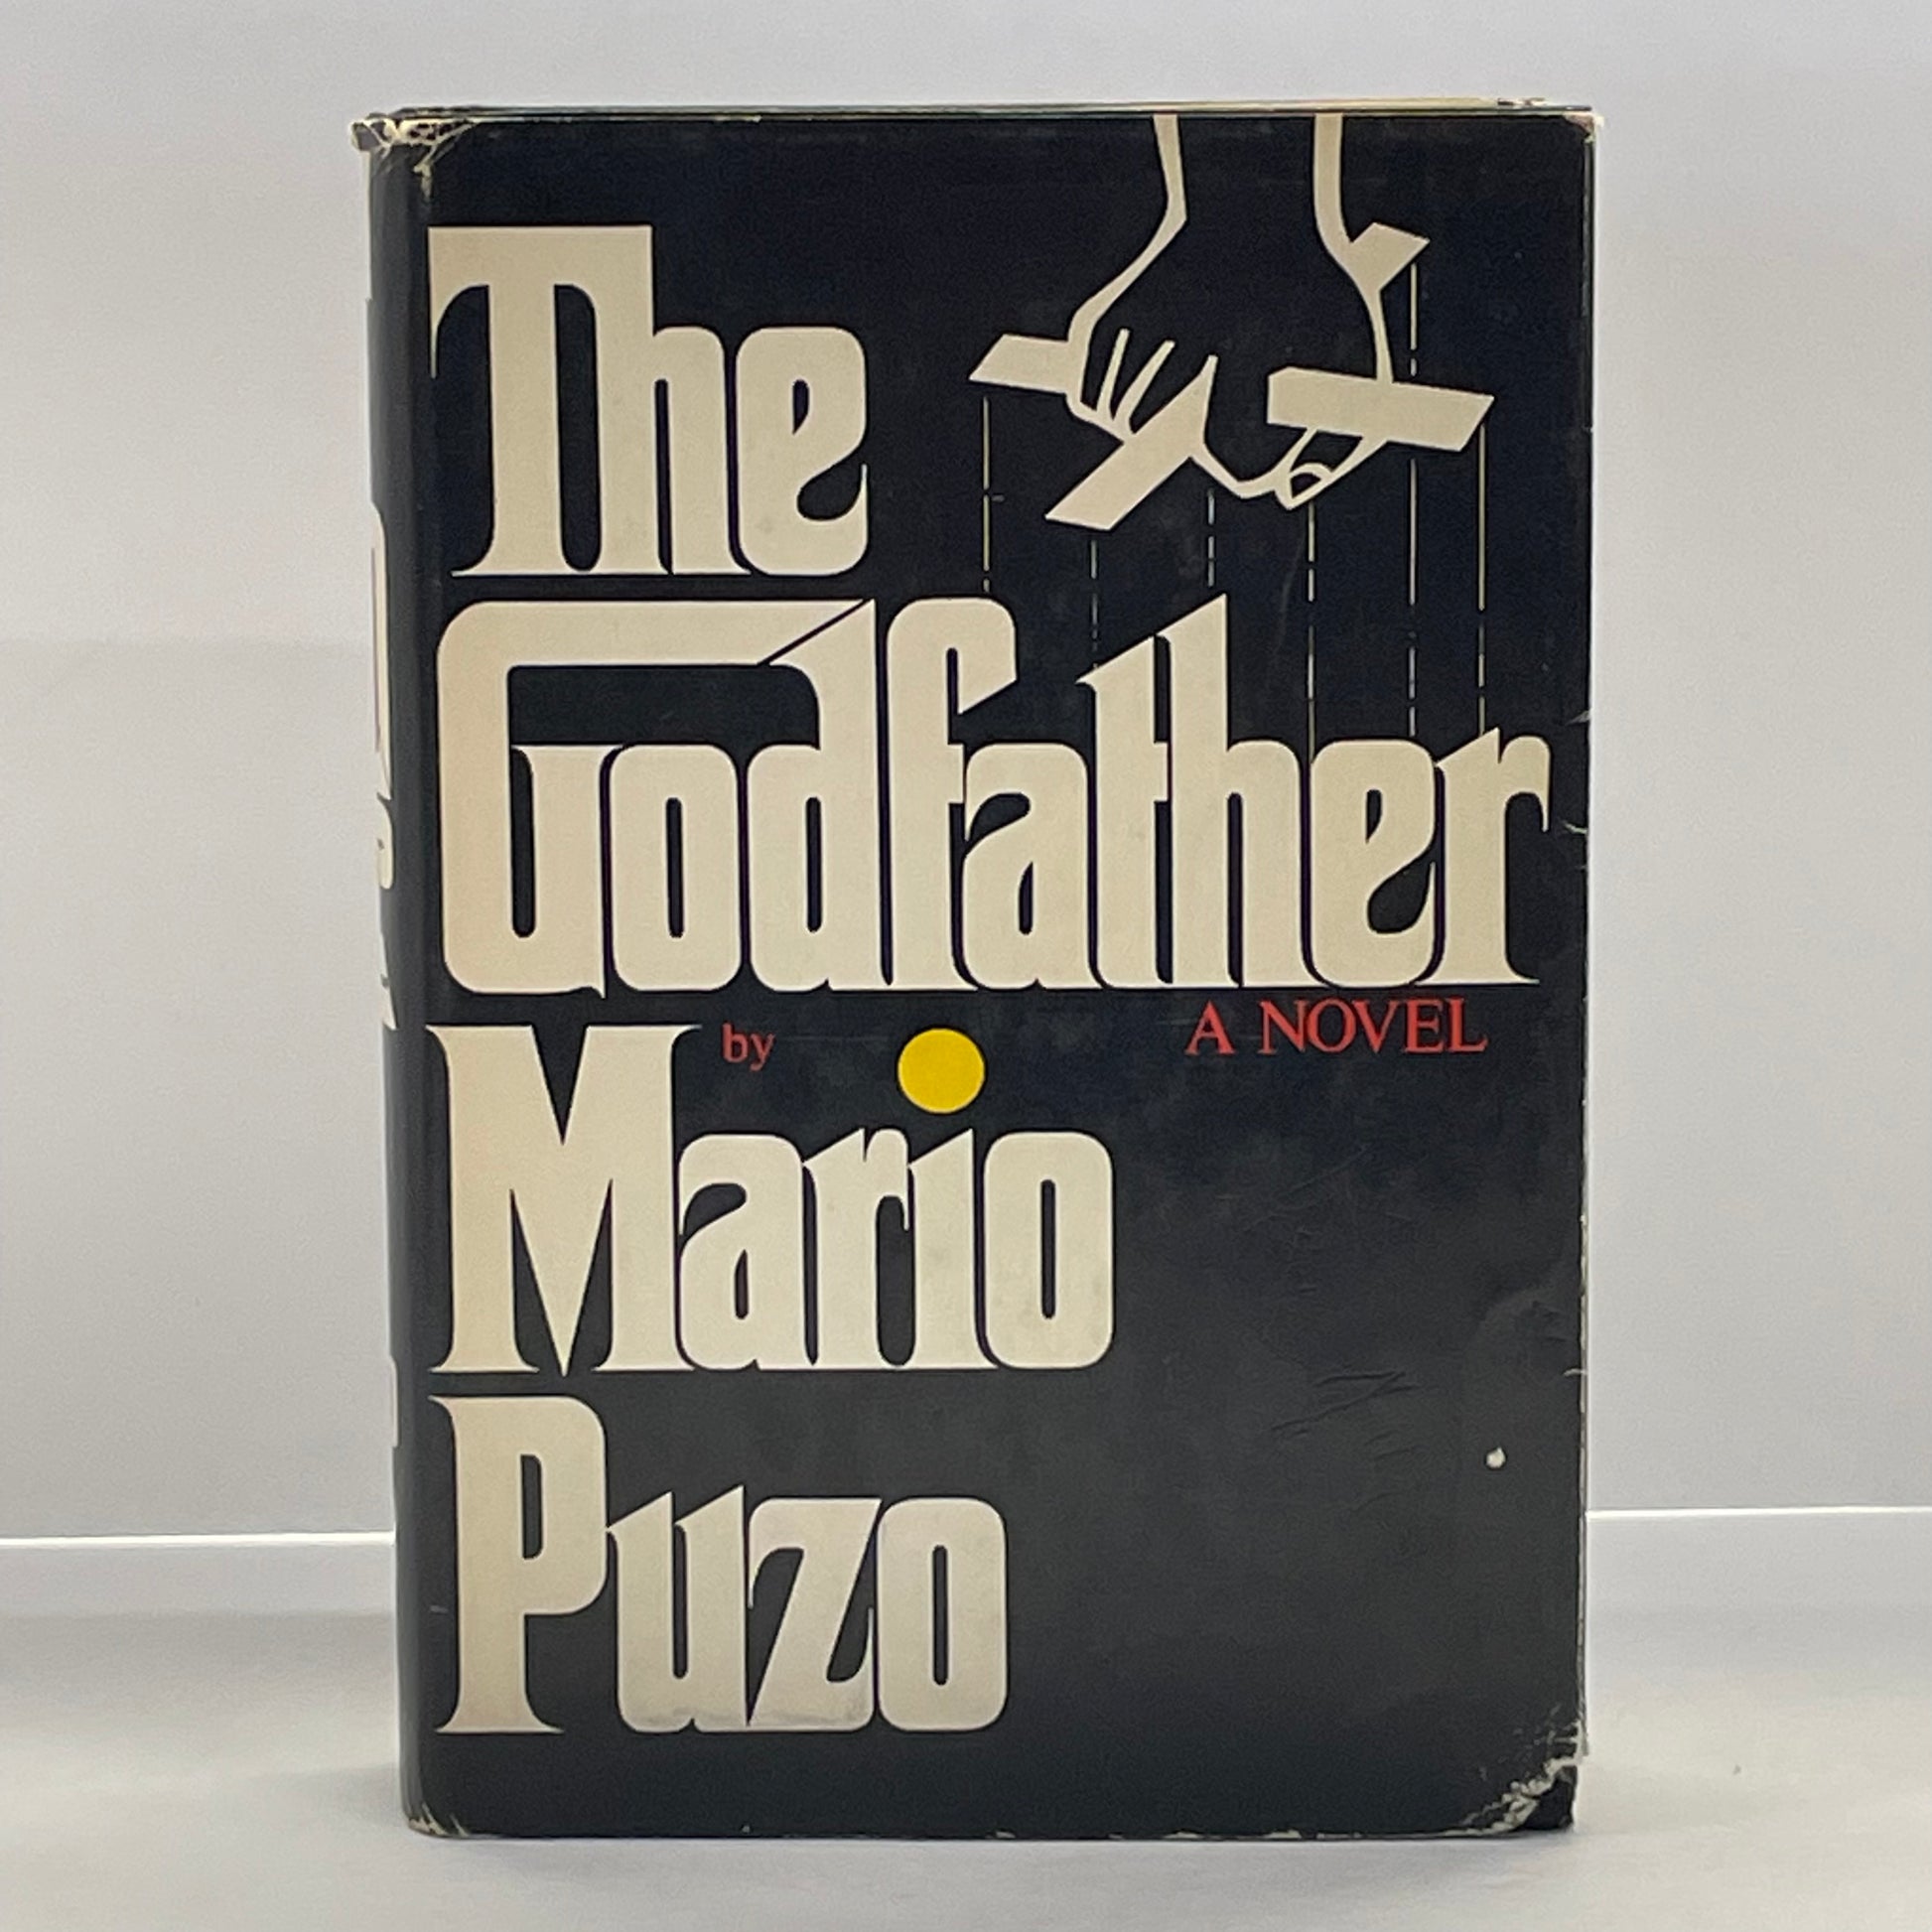 The
Godfather
A NOVEL
by
Mario
Puzo